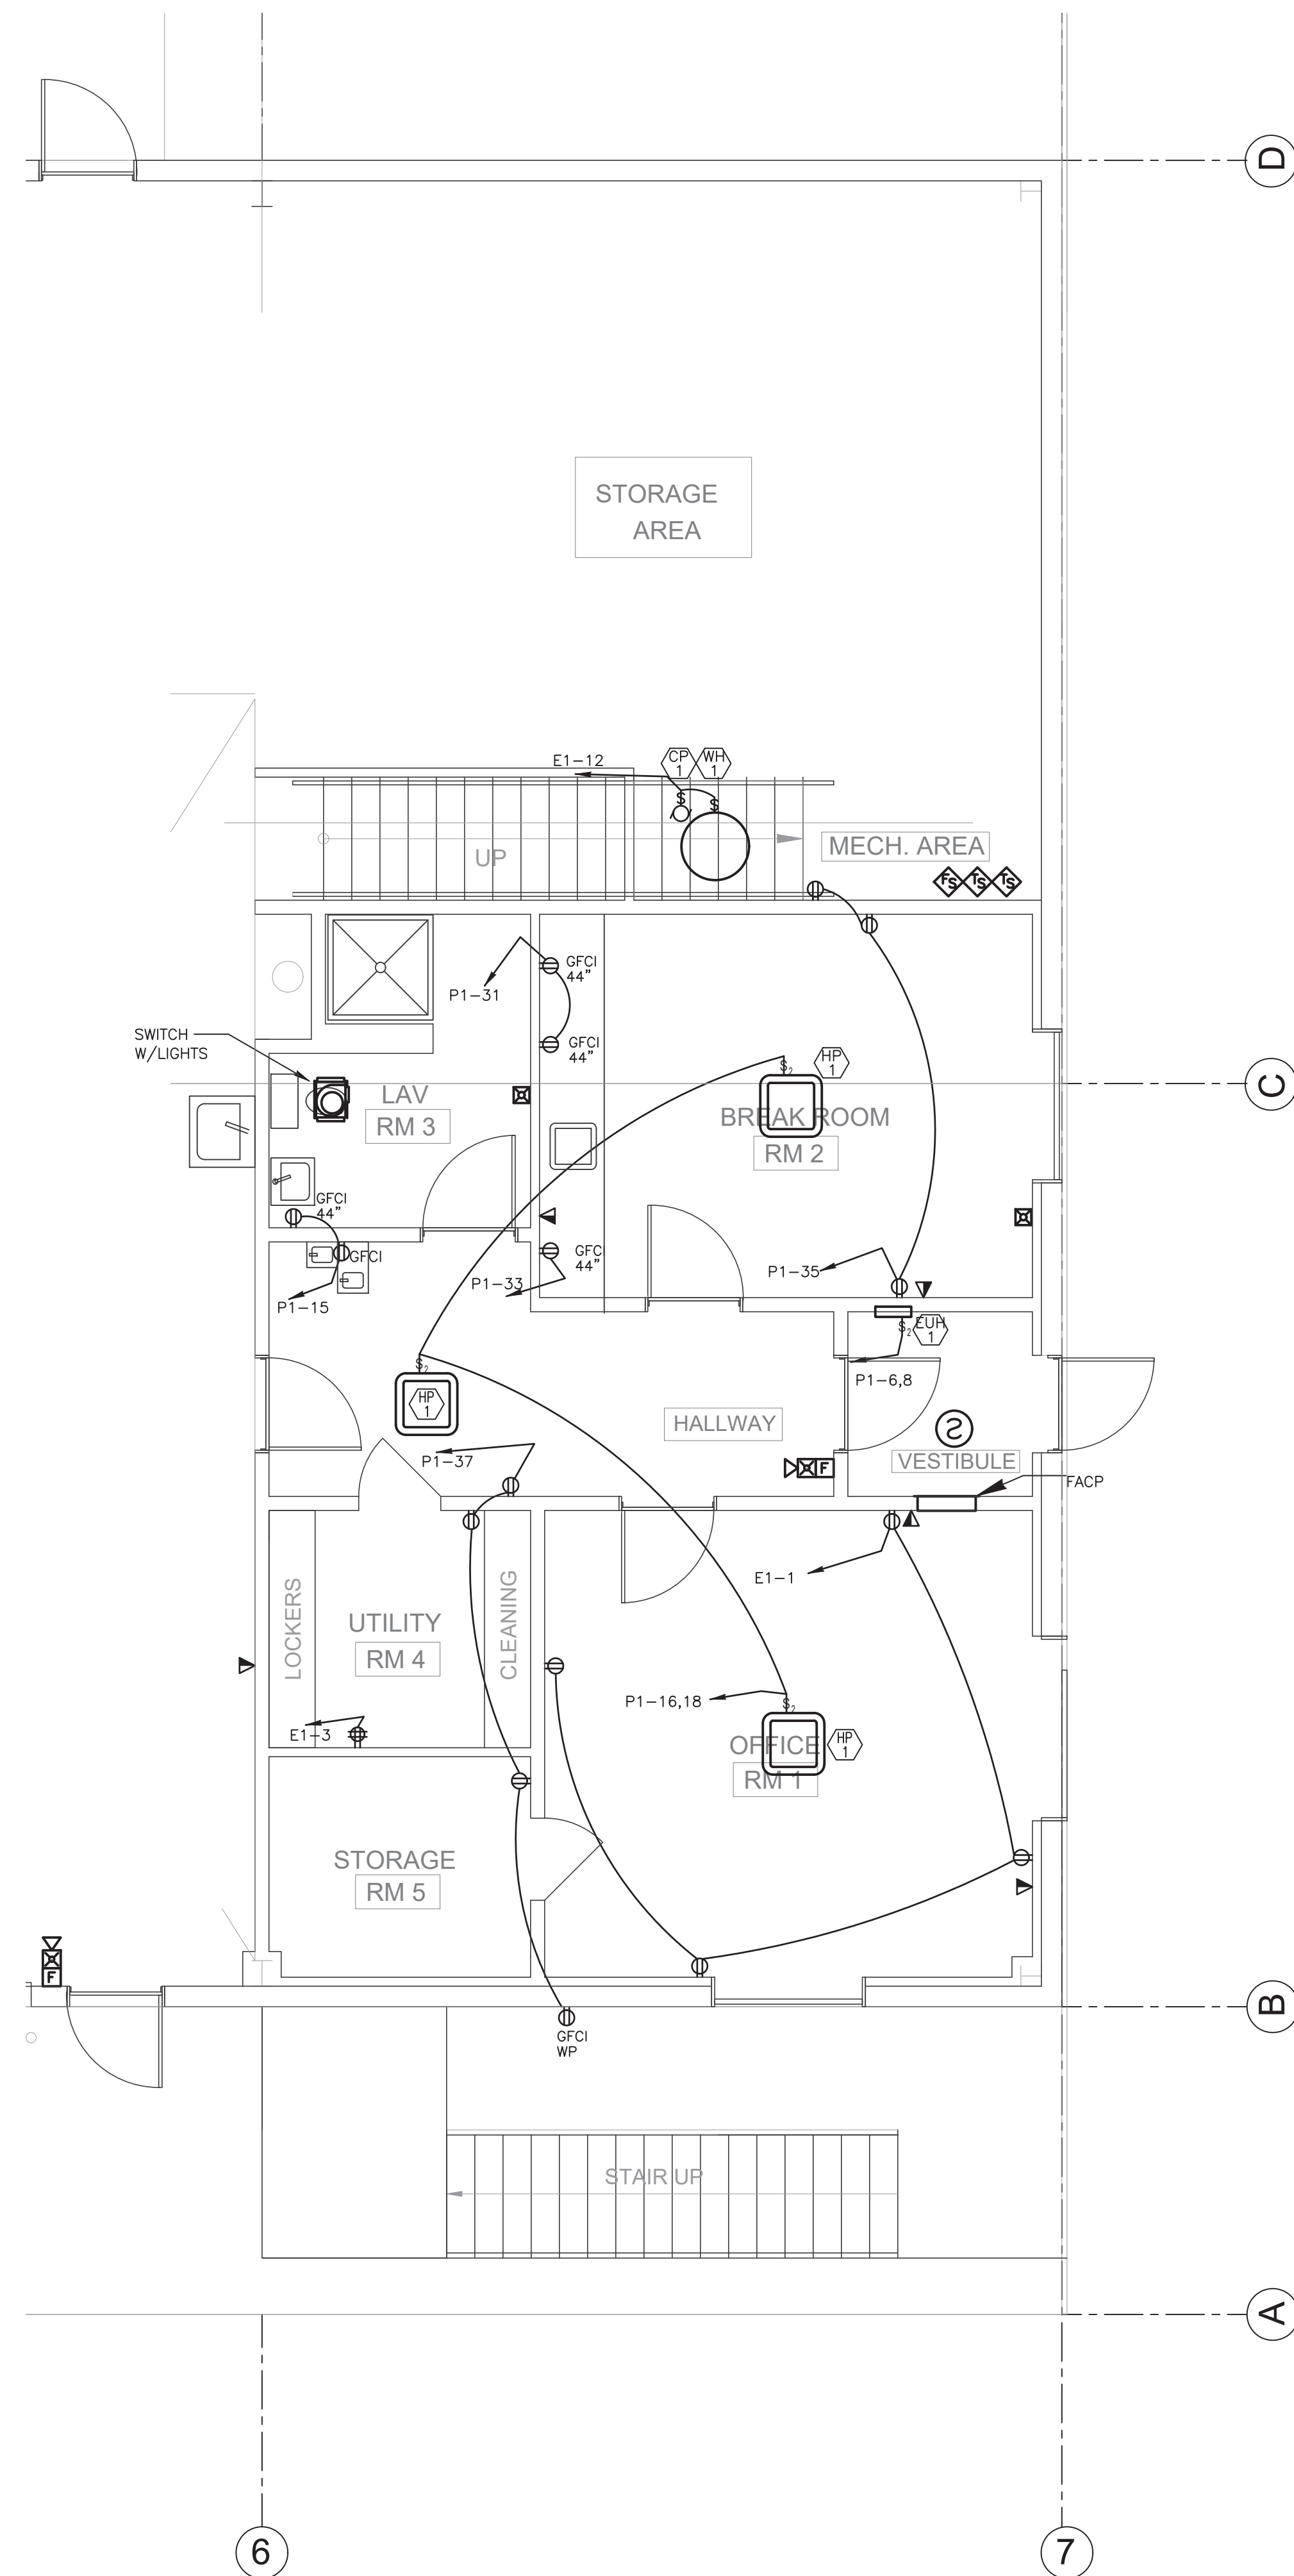 D
STORAGE
AREA
E1-12
CP
1
WH
1
S
S
UP
MECH. AREA
FS
TS
TS
GFCI
44"
P1-31
SWITCH
W/LIGHTS
GFCI
44"
HP
1
S2
C
LAV
RM 3
BREAK ROOM
RM 2
GFCI
44"
GFCI
GFCI
44"
P1-33
P1-35
P1-15
EUH
1
S2
P1-6,8
S2
HP
1
HALLWAY
S
VESTIBULE
P1-37
F
FACP
E1-1
LOCKERS
CLEANING
UTILITY
RM 4
P1-16,18
S2
E1-3
OFFICE
RM 1
HP
1
STORAGE
RM 5
F
B
GFCI
WP
STAIR UP
A
6
7